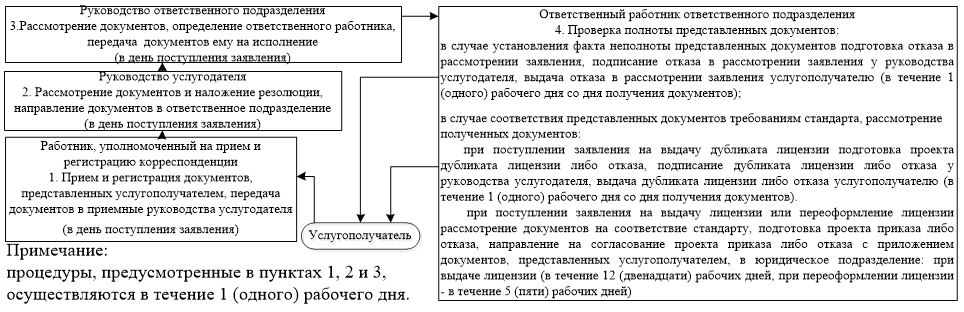 Руководство ответственного подразделения
3.Рассмотрение документов, определение ответственного работника,
передача документов ему на исполнение
(в день поступления заявления)
Руководство услугодателя
2. Рассмотрение документов и наложение резолюции,
направление документов в ответственное подразделение
(в день поступления заявления)
Работник, уполномоченный на прием и
регистрацию корреспонденции
1. Прием и регистрация документов,
представленных услугополучателем, передача
документов в приемные руководства услугодателя
(в день поступления заявления)
Услугополучатель
Примечание:
процедуры, предусмотренные в пунктах 1, 2 и 3,
осуществляются в течение 1 (одного) рабочего дня.
Ответственный работник ответственного подразделения
4. Проверка полноты представленных документов:
в случае установления факта неполноты представленных документов подготовка отказа в
рассмотрении заявления, подписание отказа в рассмотрении заявления у руководства
услугодателя, выдача отказа в рассмотрении заявления услугополучателю (в течение 1
(одного) рабочего дня со дня получения документов);
в случае соответствия представленных документов требованиям стандарта, рассмотрение
полученных документов:
при поступлении заявления на выдачу дубликата лицензии подготовка проекта
дубликата лицензии либо отказа, подписание дубликата лицензии либо отказа у
руководства услугодателя, выдача дубликата лицензии либо отказа услугополучателю (в
течение 1 (одного) рабочего дня со дня получения документов).
при поступлении заявления на выдачу лицензии или переоформление лицензии
рассмотрение документов на соответствие стандарту, подготовка проекта приказа либо
отказа, направление на согласование проекта приказа либо отказа с приложением
документов, представленных услугополучателем, в юридическое подразделение: при
выдаче лицензии (в течение 12 (двенадцати) рабочих дней, при переоформлении лицензии
- в течение 5 (пяти) рабочих дней)